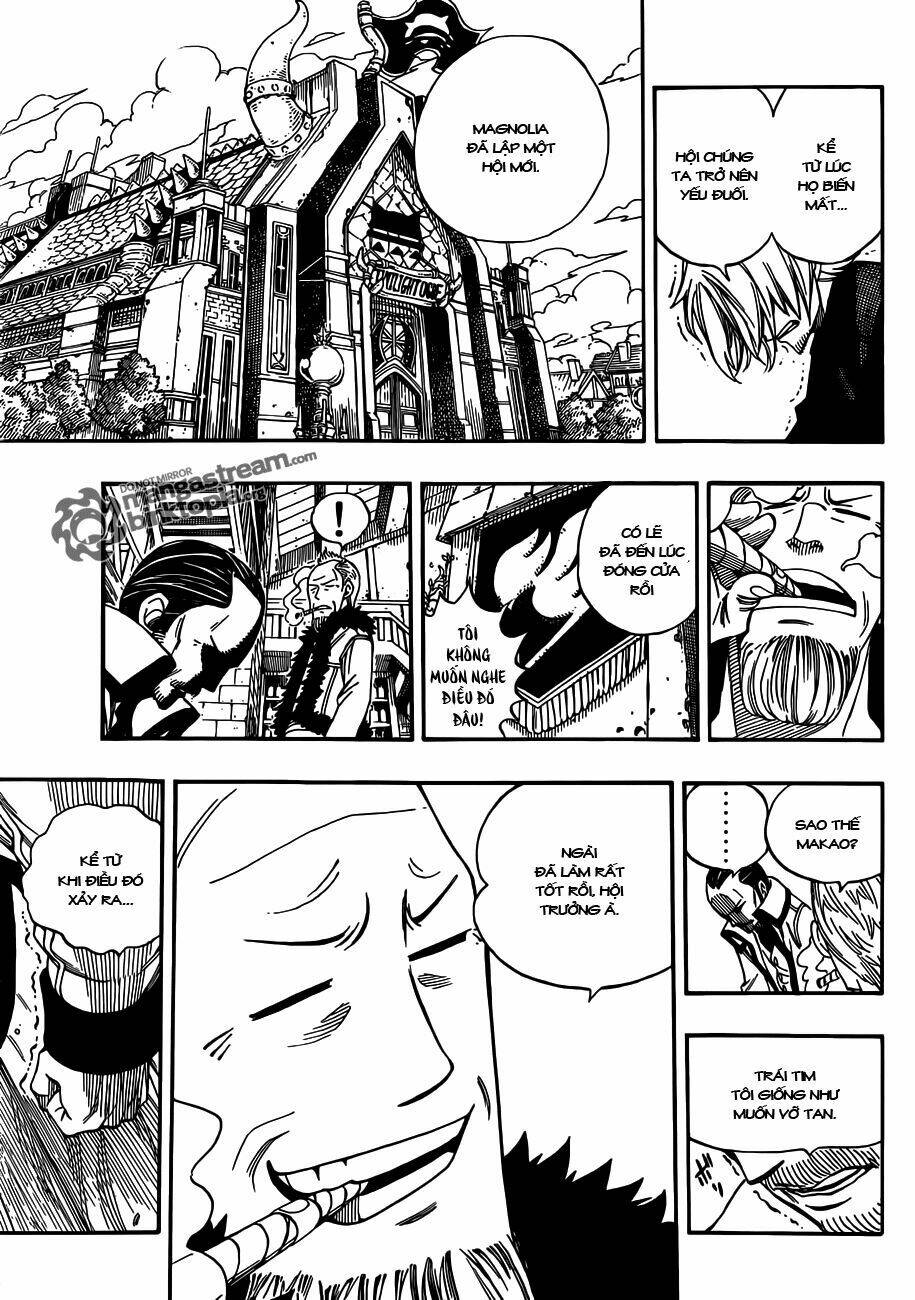 KỂ
TỪ LÚC
HỌ BIẾN
MẤT...
HỘI CHÚNG
TA TRỞ NÊN
YẾU ĐUỐI.
MAGNOLIA
ĐÃ LẬP MỘT
HỘI MỚI.
DO NOT MIRROR
mangastream.com
CÓ LẼ
ĐÃ ĐẾN LÚC
ĐÓNG CỬA
RỒI
TÔI
KHÔNG
MUỐN NGHE
ĐIỀU ĐÓ
ĐÂU!
!
SAO THẾ
MAKAO?
.......
TRÁI TIM
TÔI GIỐNG NHƯ
MUỐN VỠ TAN.
NGÀI
ĐÃ LÀM RẤT
TỐT RỒI, HỘI
TRƯỞNG À.
KỂ TỪ
KHI ĐIỀU ĐÓ
XẢY RA...